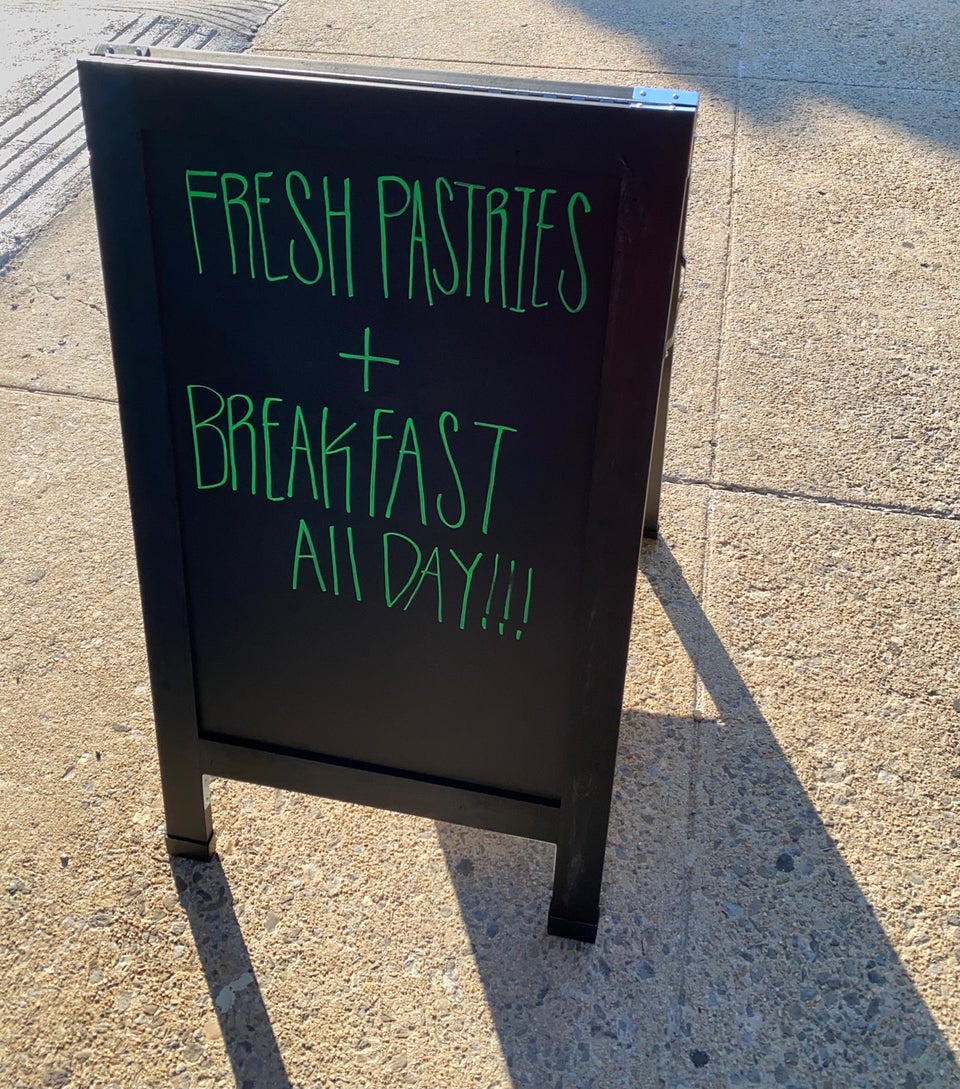 FRESH PASTRIES
+
BREAKFAST
All DAY!!!